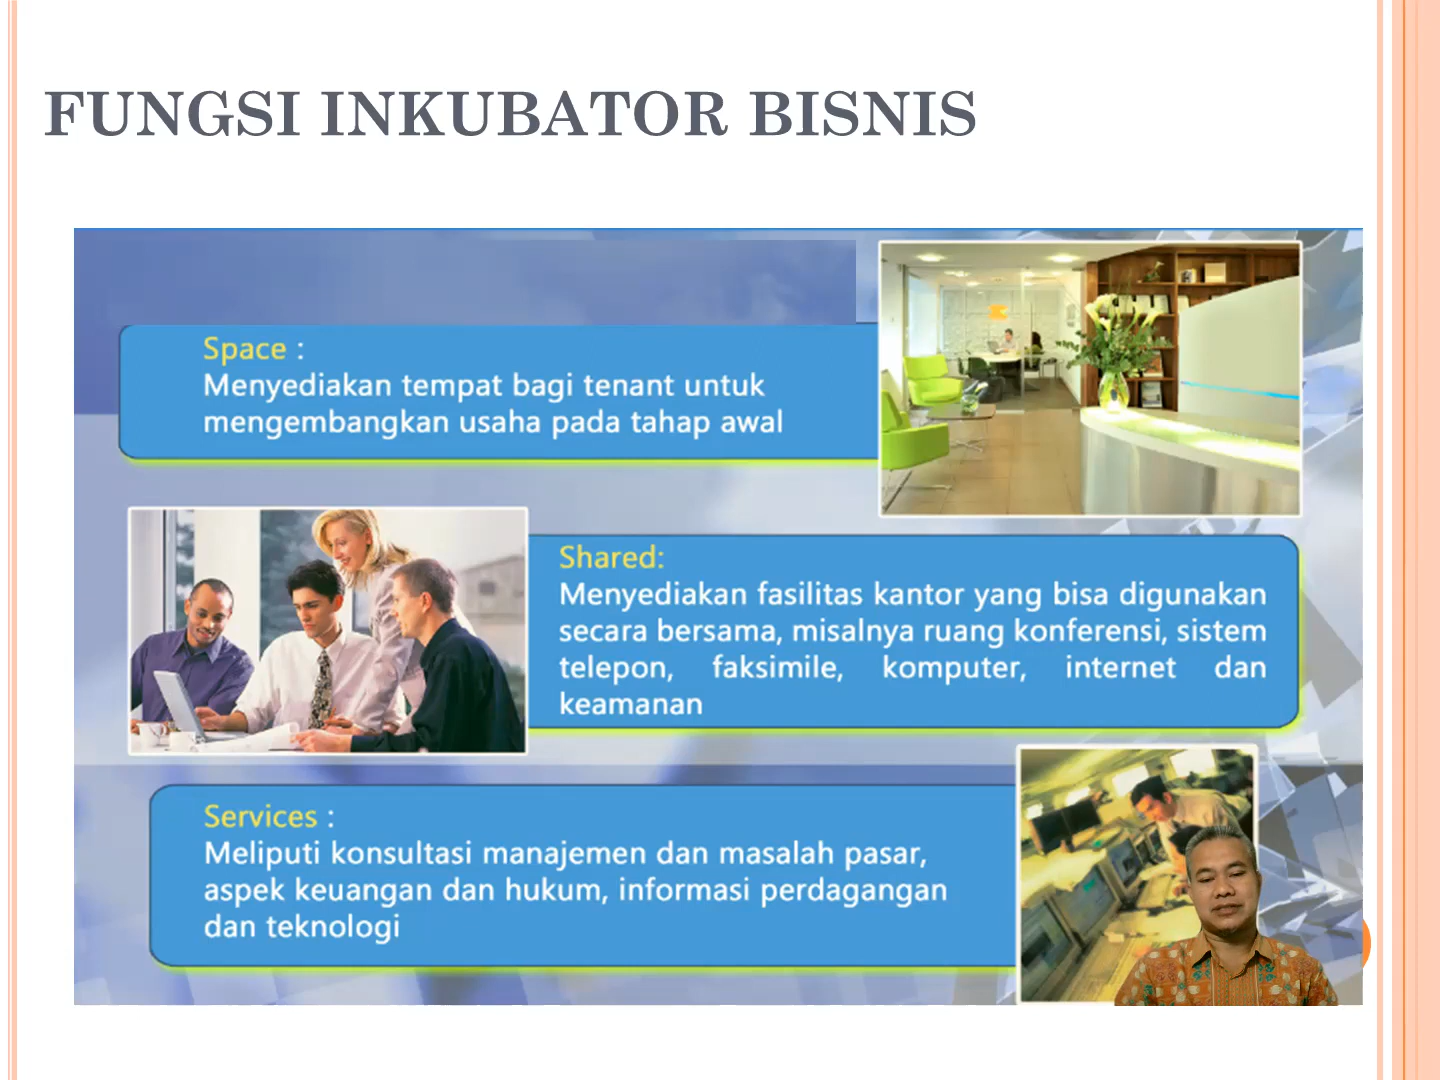 FUNGSI INKUBATOR BISNIS
Space :
Menyediakan tempat bagi tenant untuk
mengembangkan usaha pada tahap awal
Shared:
Menyediakan fasilitas kantor yang bisa digunakan
secara bersama, misalnya ruang konferensi, sistem
telepon, faksimile, komputer, internet dan
keamanan
Services :
Meliputi konsultasi manajemen dan masalah pasar,
aspek keuangan dan hukum, informasi perdagangan
dan teknologi